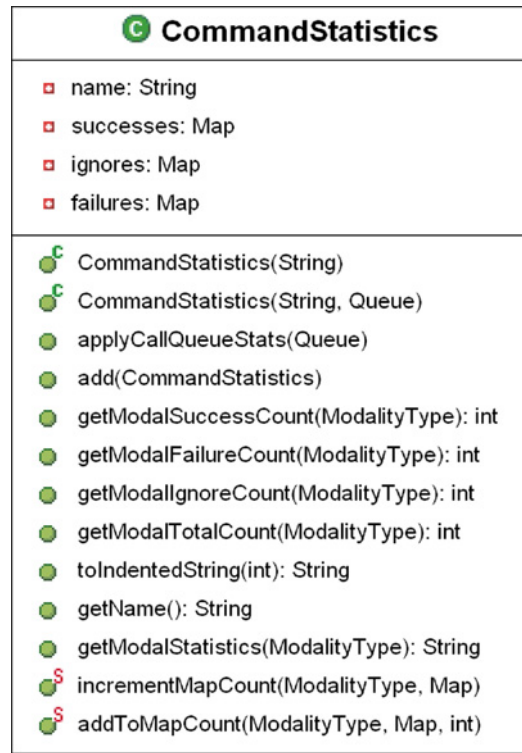 C CommandStatistics
name: String
successes: Map
ignores: Map
failures: Map
C CommandStatistics(String)
C CommandStatistics(String, Queue)
applyCallQueueStats(Queue)
add(CommandStatistics)
getModalSuccessCount(ModalityType): int
getModalFailureCount(ModalityType): int
getModalIgnoreCount(ModalityType): int
getModalTotalCount(ModalityType): int
toIndentedString(int): String
getName(): String
getModalStatistics(ModalityType): String
S incrementMapCount(ModalityType, Map)
S addToMapCount(ModalityType, Map, int)